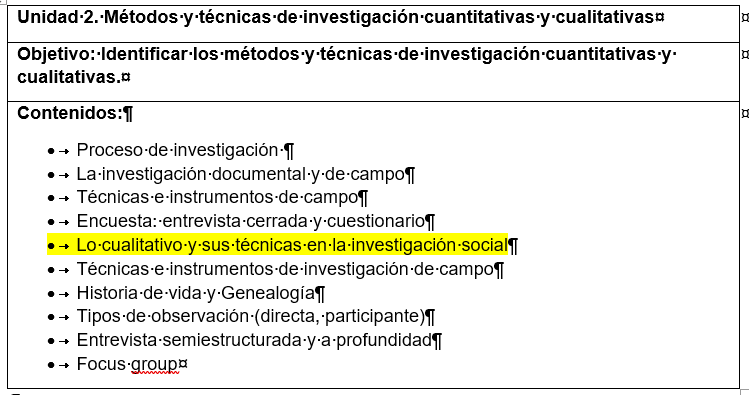 Unidad 2. Métodos y técnicas de investigación cuantitativas y cualitativas¤
Objetivo: Identificar los métodos y técnicas de investigación cuantitativas y
cualitativas.¤
Contenidos:¶
• → Proceso de investigación ¶
• → La investigación documental y de campo¶
• → Técnicas e instrumentos de campo¶
• → Encuesta: entrevista cerrada y cuestionario¶
• → Lo cualitativo y sus técnicas en la investigación social¶
• → Técnicas e instrumentos de investigación de campo¶
• → Historia de vida y Genealogía¶
• → Tipos de observación (directa, participante)¶
• → Entrevista semiestructurada y a profundidad¶
• → Focus group¤